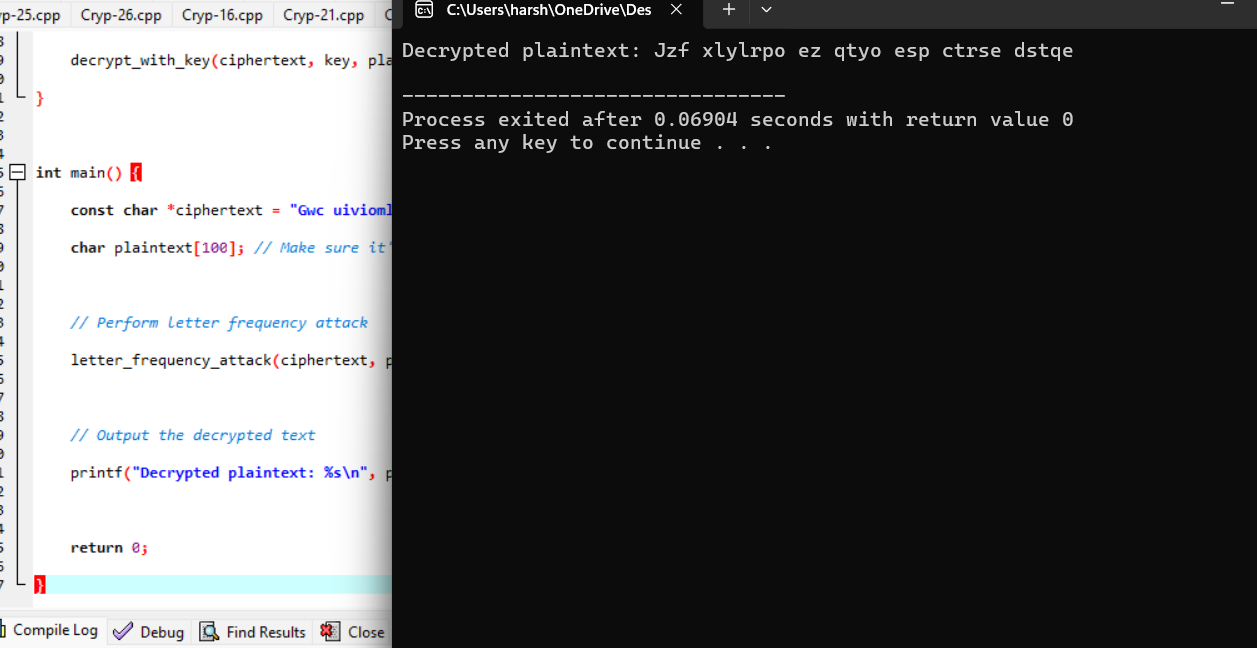 p-25.cpp Cryp-26.cpp Cryp-16.cpp Cryp-21.cpp C
decrypt_with_key(ciphertext, key, pla
}
int main() {
const char *ciphertext = "Gwc uivioml
char plaintext[100]; // Make sure it'
// Perform letter frequency attack
letter_frequency_attack(ciphertext, p
// Output the decrypted text
printf("Decrypted plaintext: %s\n", p
return 0;
}
Compile Log Debug Find Results Close
C:\Users\harsh\OneDrive\Des
Decrypted plaintext: Jzf xlylrpo ez qtyo esp ctrse dstqe
--------------------------------
Process exited after 0.06904 seconds with return value 0
Press any key to continue . . .